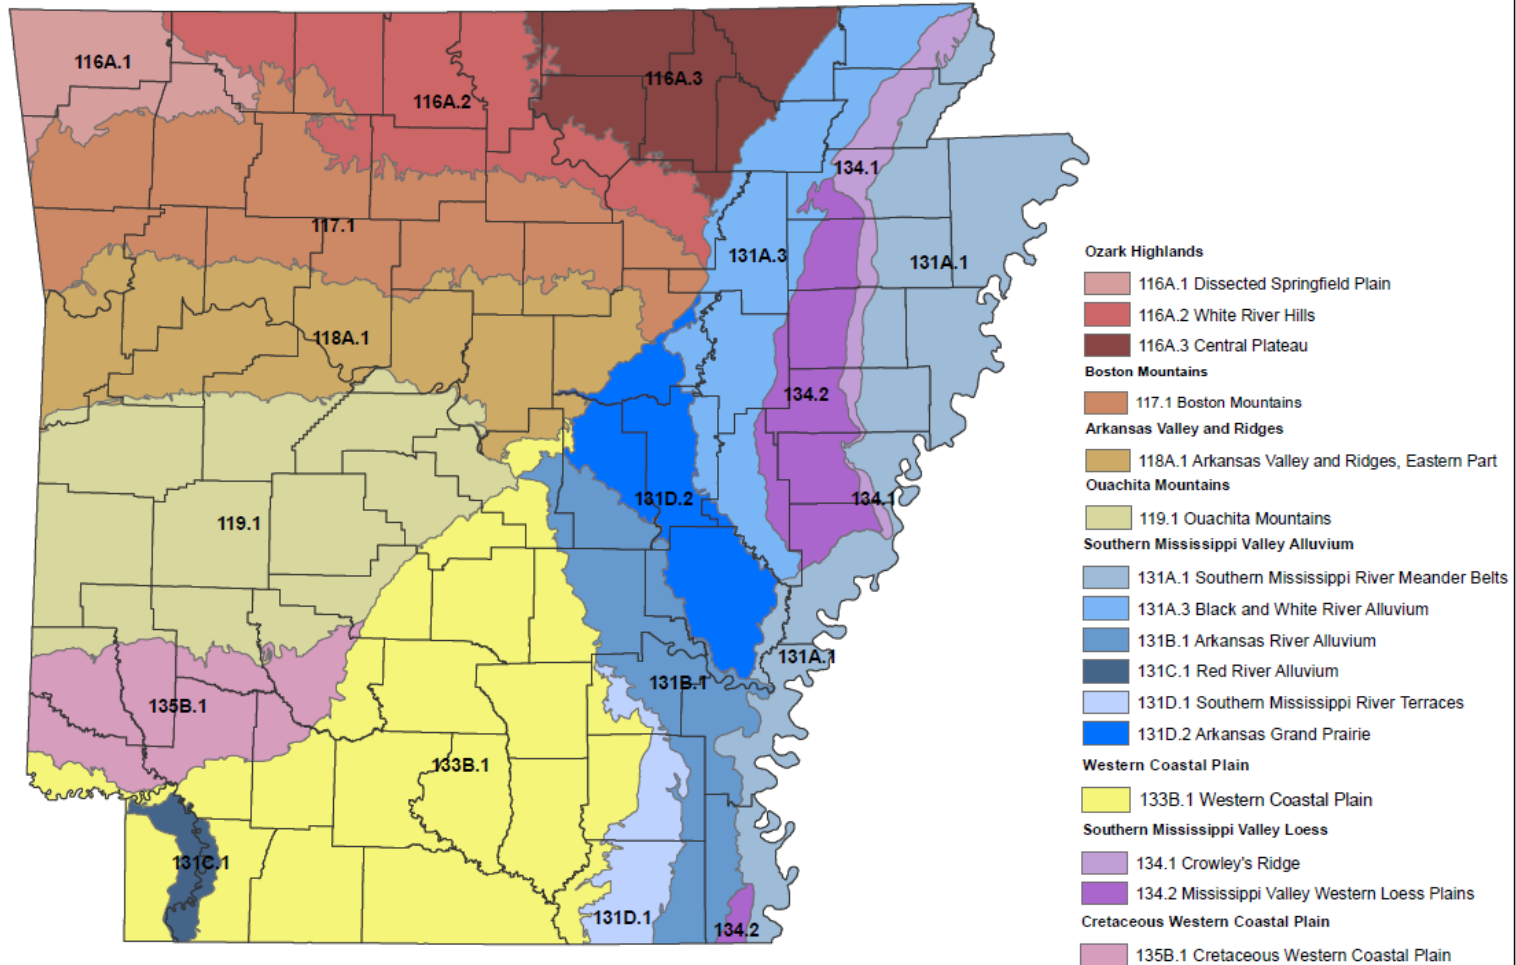 116A.1
116A.2
116A.3
134.1
117.1
131A.3
131A.1
118A.1
134.2
131D.2
134.1
119.1
131A.1
131B.1
135B.1
133B.1
131C.1
131D.1
134.2
Ozark Highlands
116A.1 Dissected Springfield Plain
116A.2 White River Hills
116A.3 Central Plateau
Boston Mountains
117.1 Boston Mountains
Arkansas Valley and Ridges
118A.1 Arkansas Valley and Ridges, Eastern Part
Ouachita Mountains
119.1 Ouachita Mountains
Southern Mississippi Valley Alluvium
131A.1 Southern Mississippi River Meander Belts
131A.3 Black and White River Alluvium
131B.1 Arkansas River Alluvium
131C.1 Red River Alluvium
131D.1 Southern Mississippi River Terraces
131D.2 Arkansas Grand Prairie
Western Coastal Plain
133B.1 Western Coastal Plain
Southern Mississippi Valley Loess
134.1 Crowley's Ridge
134.2 Mississippi Valley Western Loess Plains
Cretaceous Western Coastal Plain
135B.1 Cretaceous Western Coastal Plain